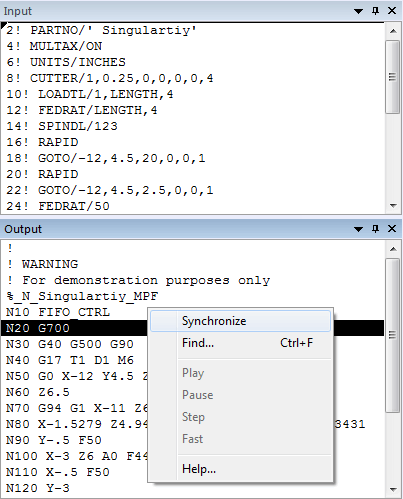 Input
2! PARTNO/' Singulartiy'
4! MULTAX/ON
6! UNITS/INCHES
8! CUTTER/1,0.25,0,0,0,0,4
10! LOADTL/1,LENGTH,4
12! FEDRAT/LENGTH,4
14! SPINDL/123
16! RAPID
18! GOTO/-12,4.5,20,0,0,1
20! RAPID
22! GOTO/-12,4.5,2.5,0,0,1
24! FEDRAT/50
Output
!
! WARNING
! For demonstration purposes only
%_N_Singulartiy_MPF
N10 FIFO_CTRL
N20 G700
N30 G40 G500 G90
N40 G17 T1 D1 M6
N50 G0 X-12 Y4.5 Z
N60 Z6.5
N70 G94 G1 X-11 Z6
N80 X-1.5279 Z4.94 3431
N90 Y-.5 F50
N100 X-3 Z6 A0 F44
N110 X-.5 F50
N120 Y-3
Synchronize
Find... Ctrl+F
Play
Pause
Step
Fast
Help...